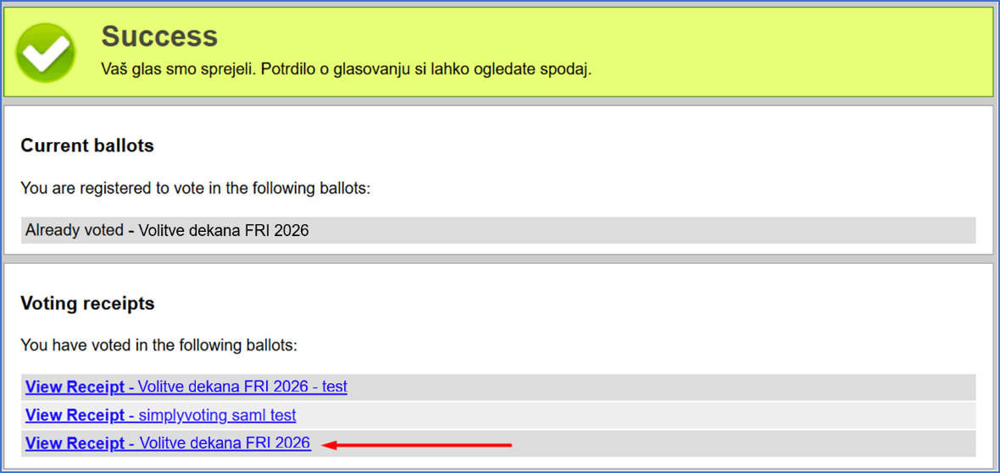 Success
Vaš glas smo sprejeli. Potrdilo o glasovanju si lahko ogledate spodaj.
Current ballots
You are registered to vote in the following ballots:
Already voted - Volitve dekana FRI 2026
Voting receipts
You have voted in the following ballots:
View Receipt - Volitve dekana FRI 2026 - test
View Receipt - simplyvoting saml test
View Receipt - Volitve dekana FRI 2026